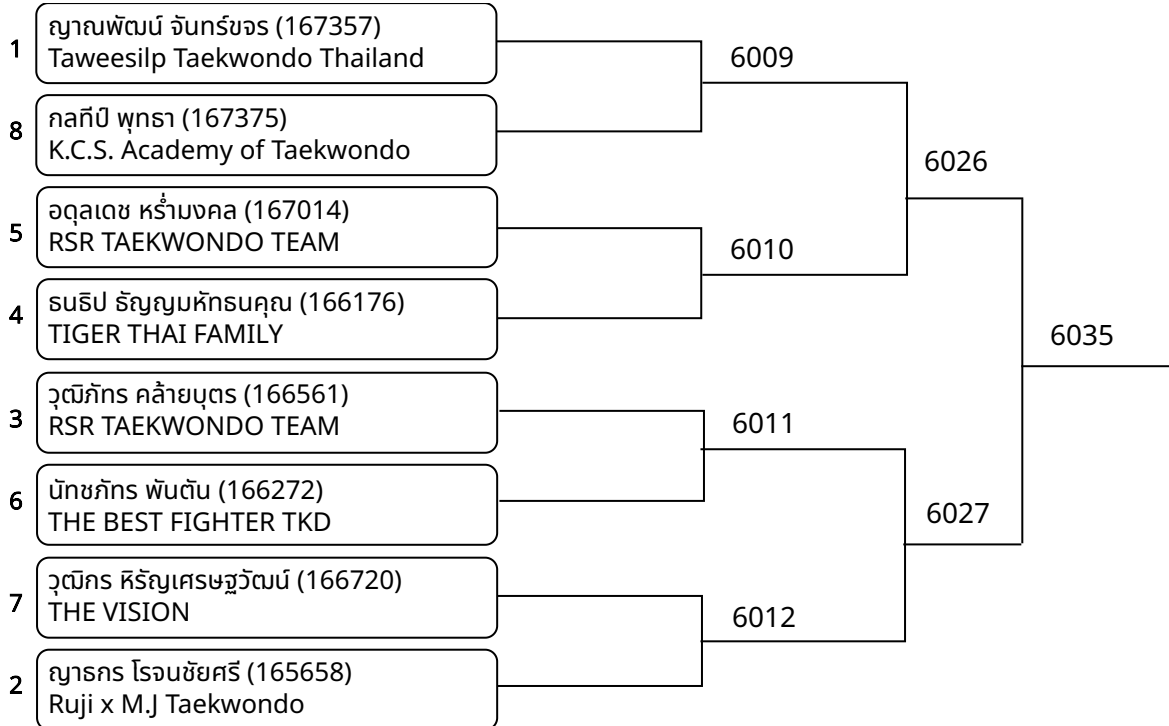 1
ญาณพัฒน์ จันทร์ขจร (167357)
Taweesilp Taekwondo Thailand
8
กลทีป์ พุทธา (167375)
K.C.S. Academy of Taekwondo
5
อดุลเดช หร่ำมงคล (167014)
RSR TAEKWONDO TEAM
4
ธนธิป ธัญญมหัทธนคุณ (166176)
TIGER THAI FAMILY
3
วุฒิภัทร คล้ายบุตร (166561)
RSR TAEKWONDO TEAM
6
นัทชภัทร พันตัน (166272)
THE BEST FIGHTER TKD
7
วุฒิกร หิรัญเศรษฐวัฒน์ (166720)
THE VISION
2
ญาธกร โรจนชัยศรี (165658)
Ruji x M.J Taekwondo
6009
6010
6011
6012
6026
6027
6035